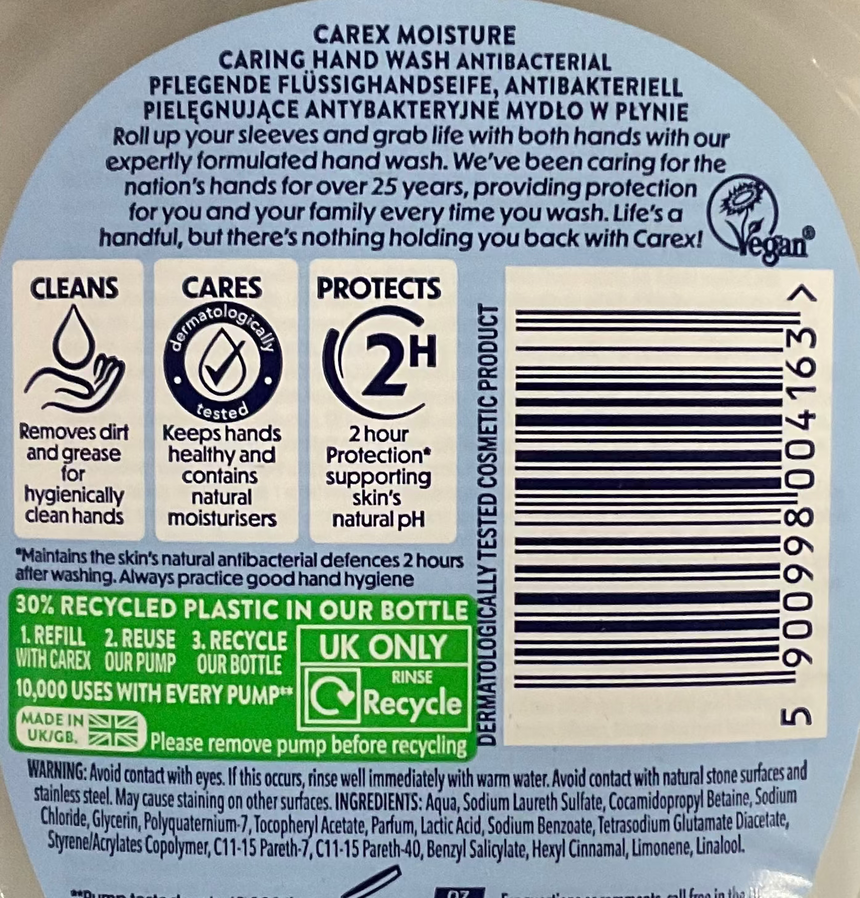 CAREX MOISTURE
CARING HAND WASH ANTIBACTERIAL
PFLEGENDE FLÜSSIGHANDSEIFE, ANTIBAKTERIELL
PIELĘGNUJĄCE ANTYBAKTERYJNE MYDŁO W PŁYNIE
Roll up your sleeves and grab life with both hands with our
expertly formulated hand wash. We've been caring for the
nation's hands for over 25 years, providing protection
for you and your family every time you wash. Life's a
handful, but there's nothing holding you back with Carex!
Vegan®
CLEANS
Removes dirt
and grease
for
hygienically
clean hands
CARES
dermatologically
tested
Keeps hands
healthy and
contains
natural
moisturisers
PROTECTS
2H
2 hour
Protection*
supporting
skin's
natural pH
DERMATOLOGICALLY TESTED COSMETIC PRODUCT
5 900998 004163 >
*Maintains the skin's natural antibacterial defences 2 hours
after washing. Always practice good hand hygiene
30% RECYCLED PLASTIC IN OUR BOTTLE
1. REFILL 2. REUSE 3. RECYCLE
WITH CAREX OUR PUMP OUR BOTTLE
10,000 USES WITH EVERY PUMP**
UK ONLY
RINSE
Recycle
MADE IN
UK/GB.
Please remove pump before recycling
WARNING: Avoid contact with eyes. If this occurs, rinse well immediately with warm water. Avoid contact with natural stone surfaces and
stainless steel. May cause staining on other surfaces. INGREDIENTS: Aqua, Sodium Laureth Sulfate, Cocamidopropyl Betaine, Sodium
Chloride, Glycerin, Polyquaternium-7, Tocopheryl Acetate, Parfum, Lactic Acid, Sodium Benzoate, Tetrasodium Glutamate Diacetate,
Styrene/Acrylates Copolymer, C11-15 Pareth-7, C11-15 Pareth-40, Benzyl Salicylate, Hexyl Cinnamal, Limonene, Linalool.